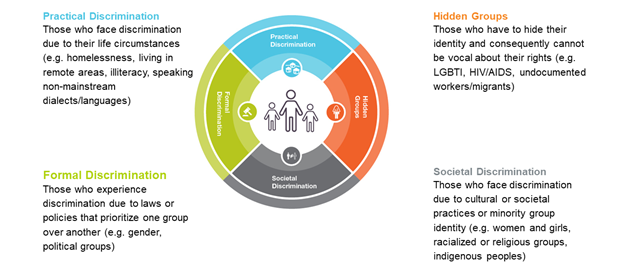 Practical Discrimination
Those who face discrimination
due to their life circumstances
(e.g. homelessness, living in
remote areas, illiteracy, speaking
non-mainstream
dialects/languages)
Hidden Groups
Those who have to hide their
identity and consequently cannot
be vocal about their rights (e.g.
LGBTI, HIV/AIDS, undocumented
workers/migrants)
Practical
Discrimination
Formal
Discrimination
Hidden
Groups
Societal
Discrimination
Formal Discrimination
Those who experience
discrimination due to laws or
policies that prioritize one group
over another (e.g. gender,
political groups)
Societal Discrimination
Those who face discrimination
due to cultural or societal
practices or minority group
identity (e.g. women and girls,
racialized or religious groups,
indigenous peoples)